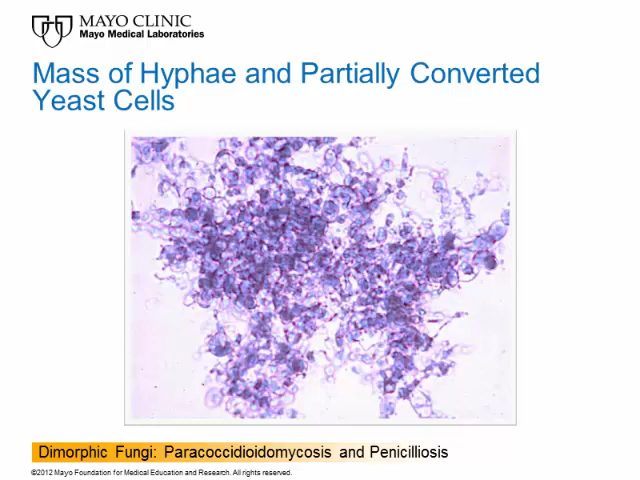 MAYO CLINIC
Mayo Medical Laboratories
Mass of Hyphae and Partially Converted
Yeast Cells
Dimorphic Fungi: Paracoccidioidomycosis and Penicilliosis
©2012 Mayo Foundation for Medical Education and Research. All rights reserved.